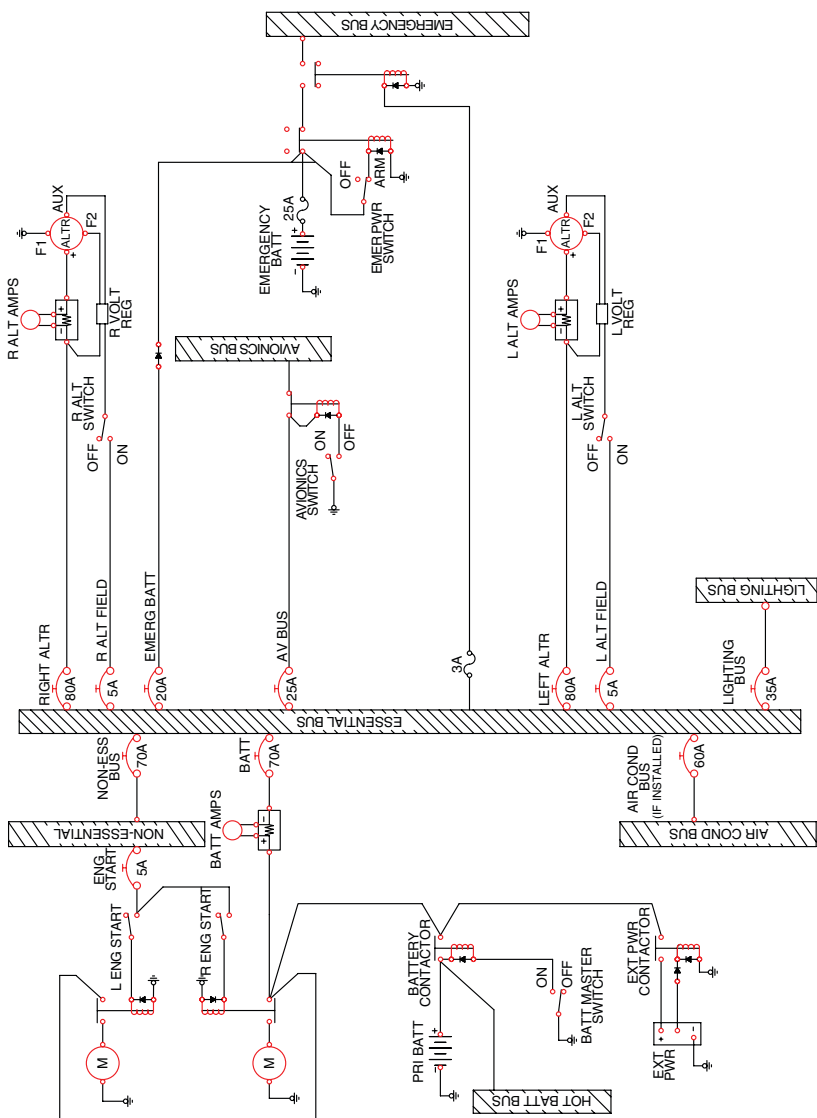 EMERGENCY BUS
R ALT AMPS
F1
ALTR
AUX
F2
+
+
-
R VOLT
REG
R ALT
SWITCH
OFF
ON
RIGHT ALTR
80A
R ALT FIELD
5A
EMERG BATT
20A
EMERGENCY
BATT
-
+
25A
OFF
ARM
EMER PWR
SWITCH
AVIONICS BUS
ON
OFF
AVIONICS
SWITCH
AV BUS
25A
3A
L ALT AMPS
F1
ALTR
AUX
F2
+
+
-
L VOLT
REG
L ALT
SWITCH
OFF
ON
LEFT ALTR
80A
L ALT FIELD
5A
LIGHTING BUS
LIGHTING
BUS
35A
ESSENTIAL BUS
NON-ESS
BUS
70A
BATT
70A
AIR COND
BUS
(IF INSTALLED)
60A
NON-ESSENTIAL
BATT AMPS
-
+
AIR COND BUS
ENG
START
5A
L ENG START
R ENG START
M
M
BATTERY
CONTACTOR
ON
OFF
BATT MASTER
SWITCH
PRI BATT
-
+
HOT BATT BUS
EXT PWR
CONTACTOR
+
-
EXT
PWR